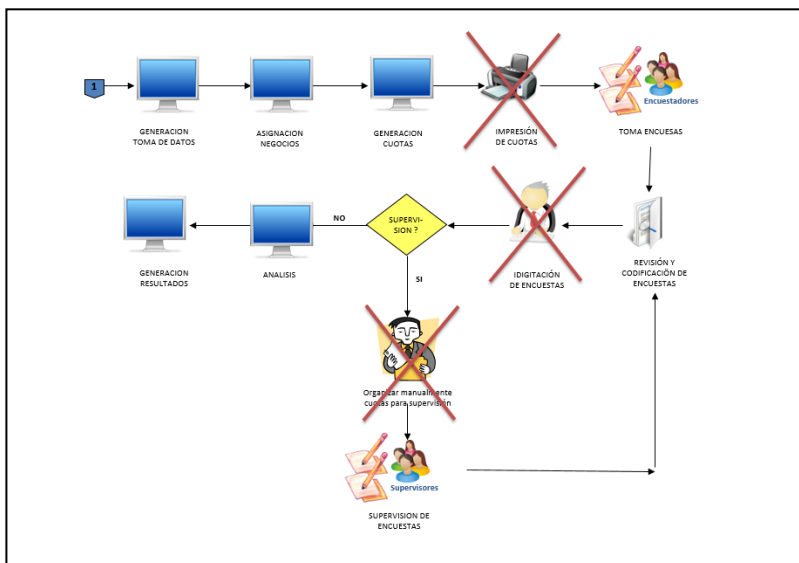 1
GENERACION
TOMA DE DATOS
ASIGNACION
NEGOCIOS
GENERACION
CUOTAS
IMPRESIÓN
DE CUOTAS
Encuestadores
TOMA ENCUESAS
GENERACION
RESULTADOS
ANALISIS
NO
SUPERVI-
SION ?
SI
IDIGITACIÓN
DE ENCUESTAS
REVISIÓN Y
CODIFICACIÖN DE
ENCUESTAS
Organizar manualmente
cuotas para supervisión
Supervisores
SUPERVISION DE
ENCUESTAS